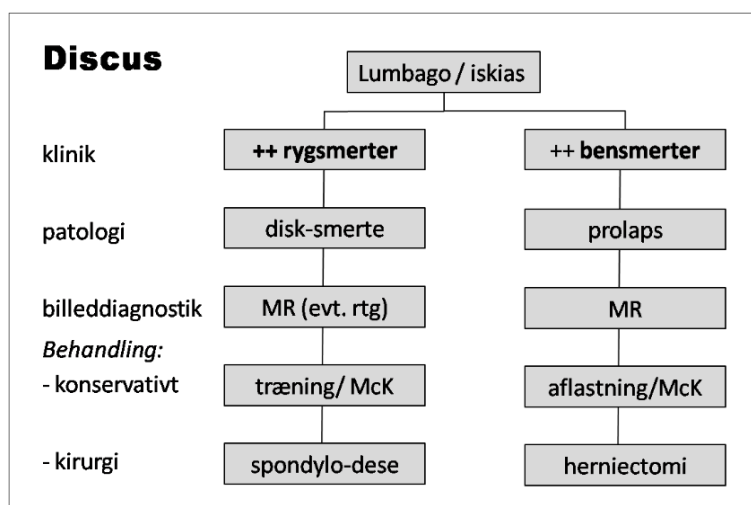 Discus
Lumbago / iskias
klinik
++ rygsmerter
++ bensmerter
patologi
disk-smerte
prolaps
billeddiagnostik
MR (evt. rtg)
MR
Behandling:
- konservativt
træning/ McK
aflastning/McK
- kirurgi
spondylo-dese
herniectomi